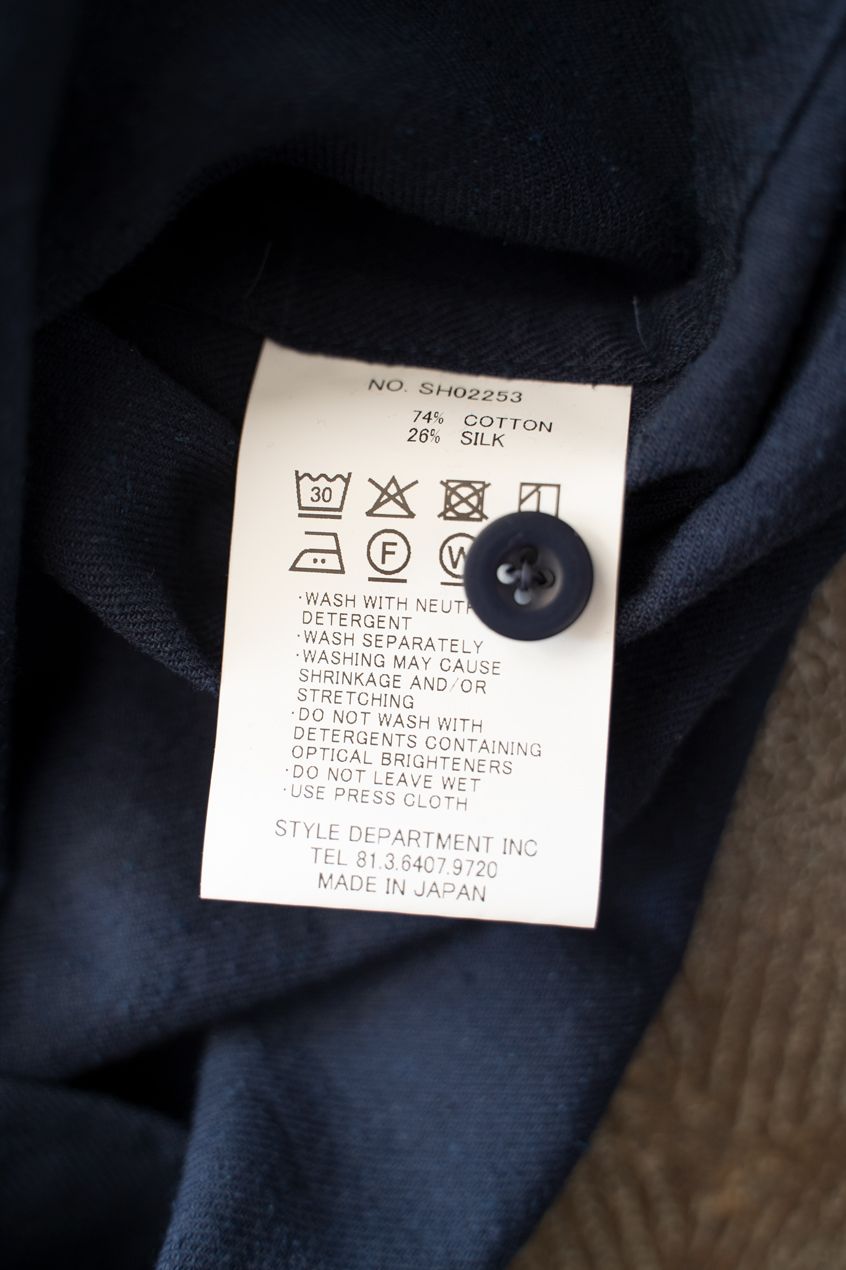 NO. SH02253
74% COTTON
26% SILK
30
F
W
·WASH WITH
DETERGENT
·WASH SEPARATELY
·WASHING MAY CAUSE
SHRINKAGE AND/OR
STRETCHING
·DO NOT WASH WITH
DETERGENTS CONTAINING
OPTICAL BRIGHTENERS
·DO NOT LEAVE WET
·USE PRESS CLOTH
STYLE DEPARTMENT INC
TEL 81.3.6407.9720
MADE IN JAPAN